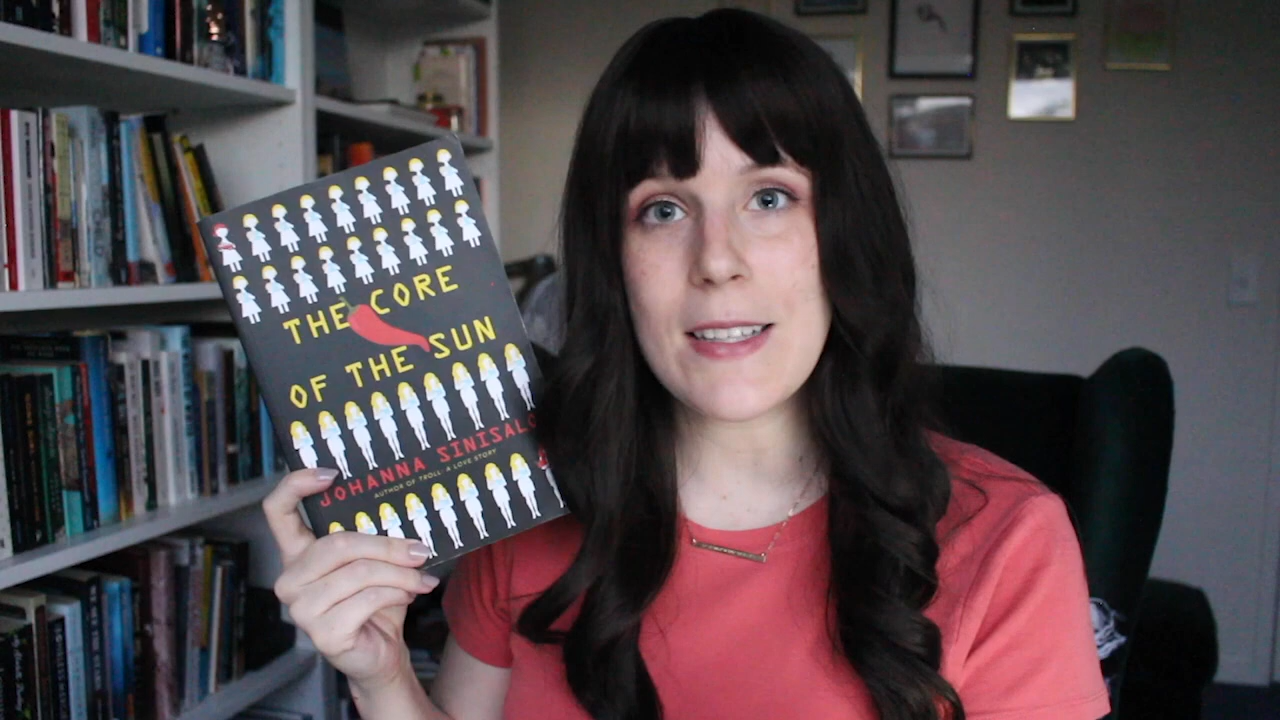 THE CORE
OF THE SUN
JOHANNA SINISALO
AUTHOR OF TROLL: A LOVE STORY